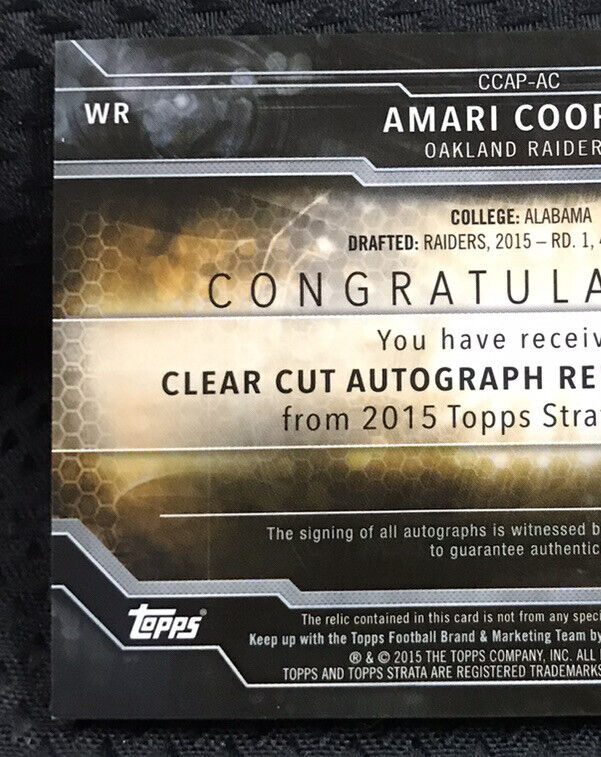 CCAP-AC
WR
AMARI COOP
OAKLAND RAIDER
COLLEGE: ALABAMA
DRAFTED: RAIDERS, 2015 – RD. 1,
CONGRATULA
You have receiv
CLEAR CUT AUTOGRAPH RE
from 2015 Topps Stra
The signing of all autographs is witnessed b
to guarantee authentic
Topps®
The relic contained in this card is not from any speci
Keep up with the Topps Football Brand & Marketing Team by
® & © 2015 THE TOPPS COMPANY, INC. ALL
TOPPS AND TOPPS STRATA ARE REGISTERED TRADEMARKS